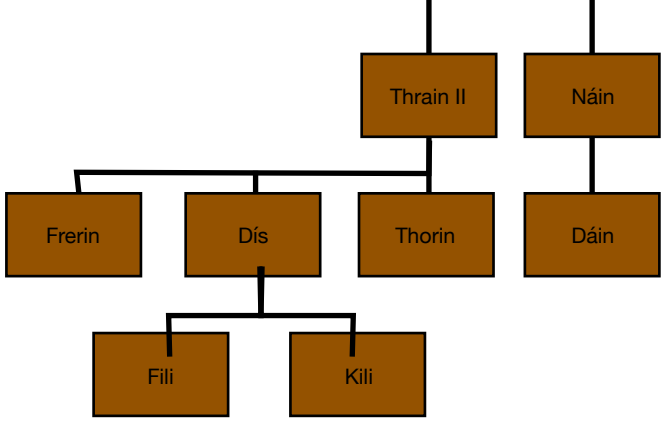 Thrain II
Náin
Frerin
Dís
Thorin
Dáin
Fili
Kili